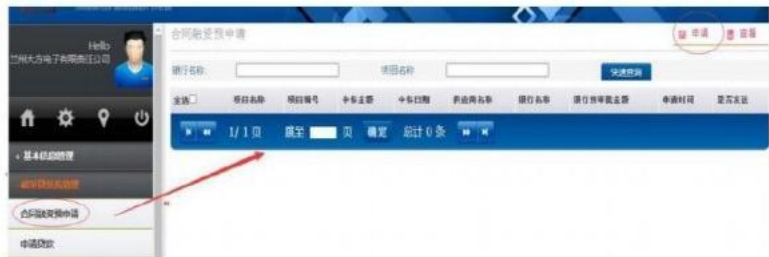 Hello
兰州大方电子有限责任公司
合同融资预申请
申请 查看
银行名称: 项目名称 快速查询
全选 项目名称 项目编号 中标金额 中标日期 供应商名称 银行名称 银行预审批金额 申请时间 是否发送
1/1页 跳至 页 确定 总计0条
+ 基本信息管理
合同融资预申请
申请贷款